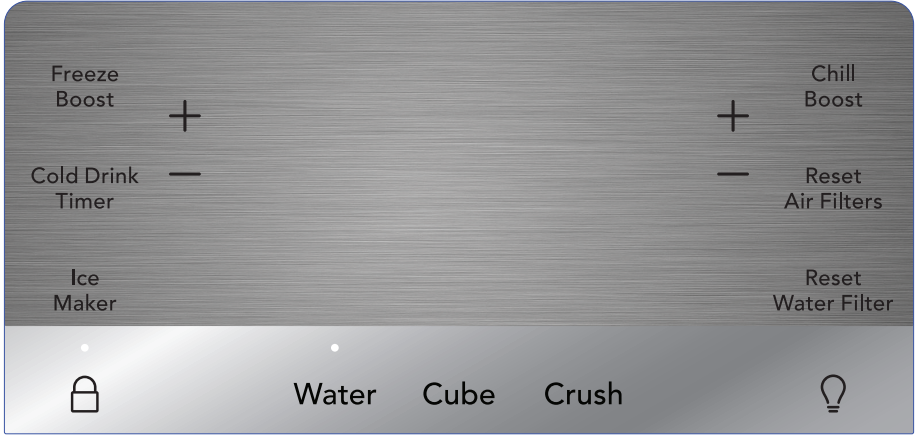 Freeze
Boost
+
Cold Drink
Timer
−
Ice
Maker
Chill
Boost
+
Reset
Air Filters
−
Reset
Water Filter
Water Cube Crush